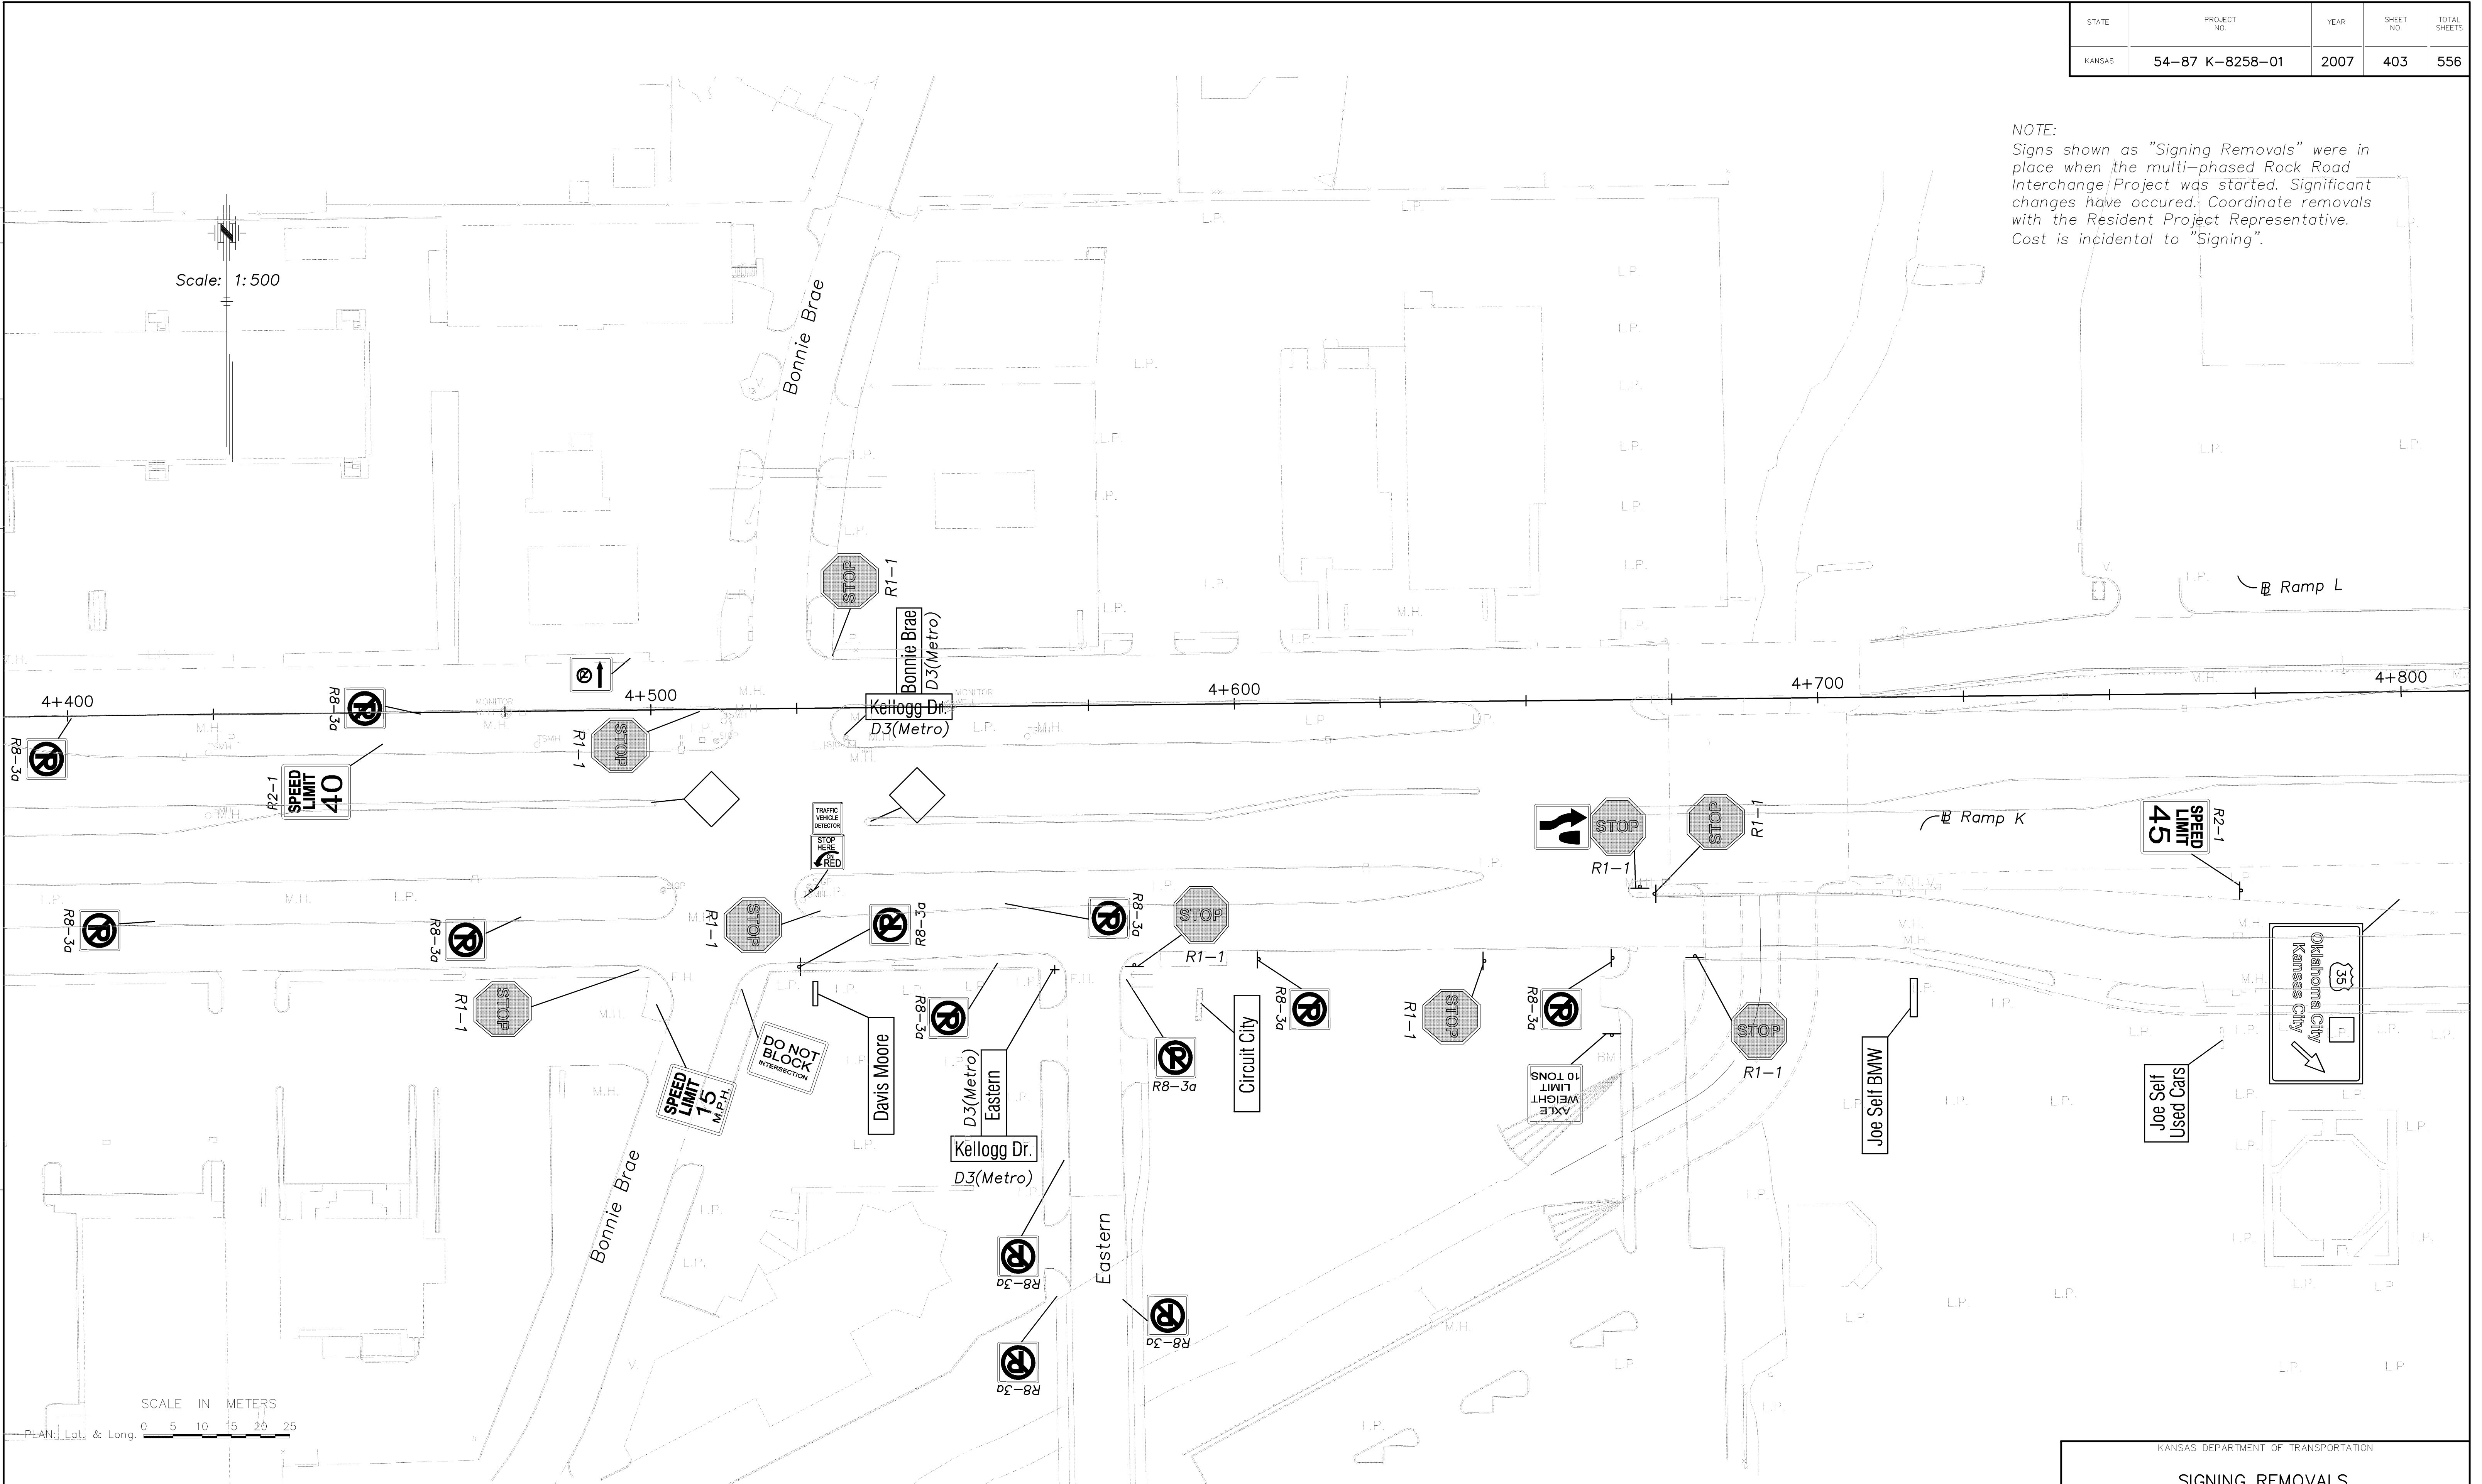 STATE
PROJECT NO.
YEAR
SHEET NO.
TOTAL SHEETS
KANSAS
54-87 K-8258-01
2007
403
556
NOTE:
Signs shown as "Signing Removals" were in
place when the multi-phased Rock Road
Interchange Project was started. Significant
changes have occured. Coordinate removals
with the Resident Project Representative.
Cost is incidental to "Signing".
Scale: 1:500
Bonnie Brae
STOP
R1-1
Bonnie Brae
D3(Metro)
Kellogg Dr.
D3(Metro)
℄ Ramp L
4+400
4+500
4+600
4+700
4+800
R8-3a
R8-3a
R2-1
SPEED
LIMIT
40
R1-1
STOP
MONITOR
MONITOR
WELL
TRAFFIC
VEHICLE
DETECTOR
STOP
HERE
ON
RED
STOP
R1-1
STOP
R1-1
℄ Ramp K
SPEED
LIMIT
45
R2-1
R8-3a
R8-3a
R1-1
STOP
R8-3a
R8-3a
STOP
R1-1
R1-1
STOP
DO NOT
BLOCK
INTERSECTION
SPEED
LIMIT
15
M.P.H.
Davis Moore
R8-3a
D3(Metro)
Eastern
Kellogg Dr.
D3(Metro)
R8-3a
Circuit City
R8-3a
R1-1
STOP
R8-3a
AXLE
WEIGHT
LIMIT
10 TONS
STOP
R1-1
Joe Self BMW
Joe Self
Used Cars
35
Oklahoma City
Kansas City
Bonnie Brae
Eastern
R8-3a
R8-3a
R8-3a
SCALE IN METERS
PLAN: Lat. & Long.
0 5 10 15 20 25
KANSAS DEPARTMENT OF TRANSPORTATION
SIGNING REMOVALS